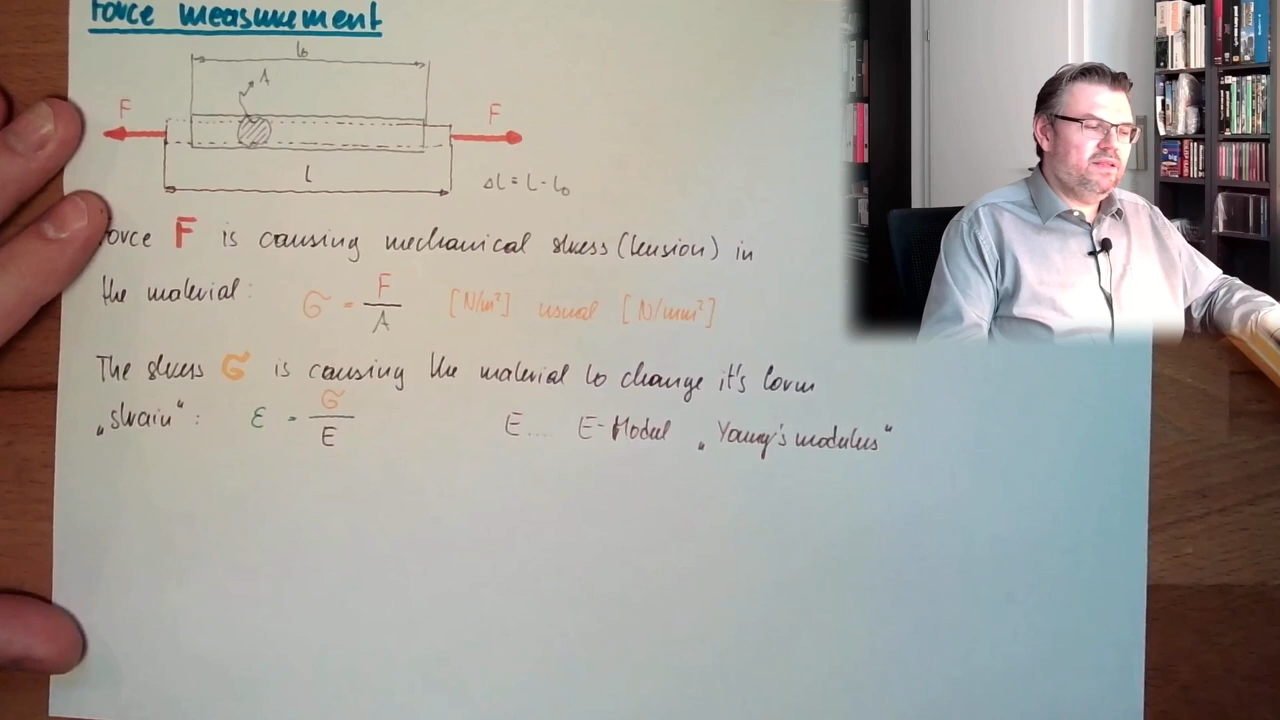 Force measurement
l₀
A
F
F
l
Δl = l - l₀
Force F is causing mechanical stress (tension) in
the material: σ = F/A [N/m²] usual [N/mm²]
The stress σ is causing the material to change it's form
„strain": ε = σ/E E... E-Modul „Young's modulus"